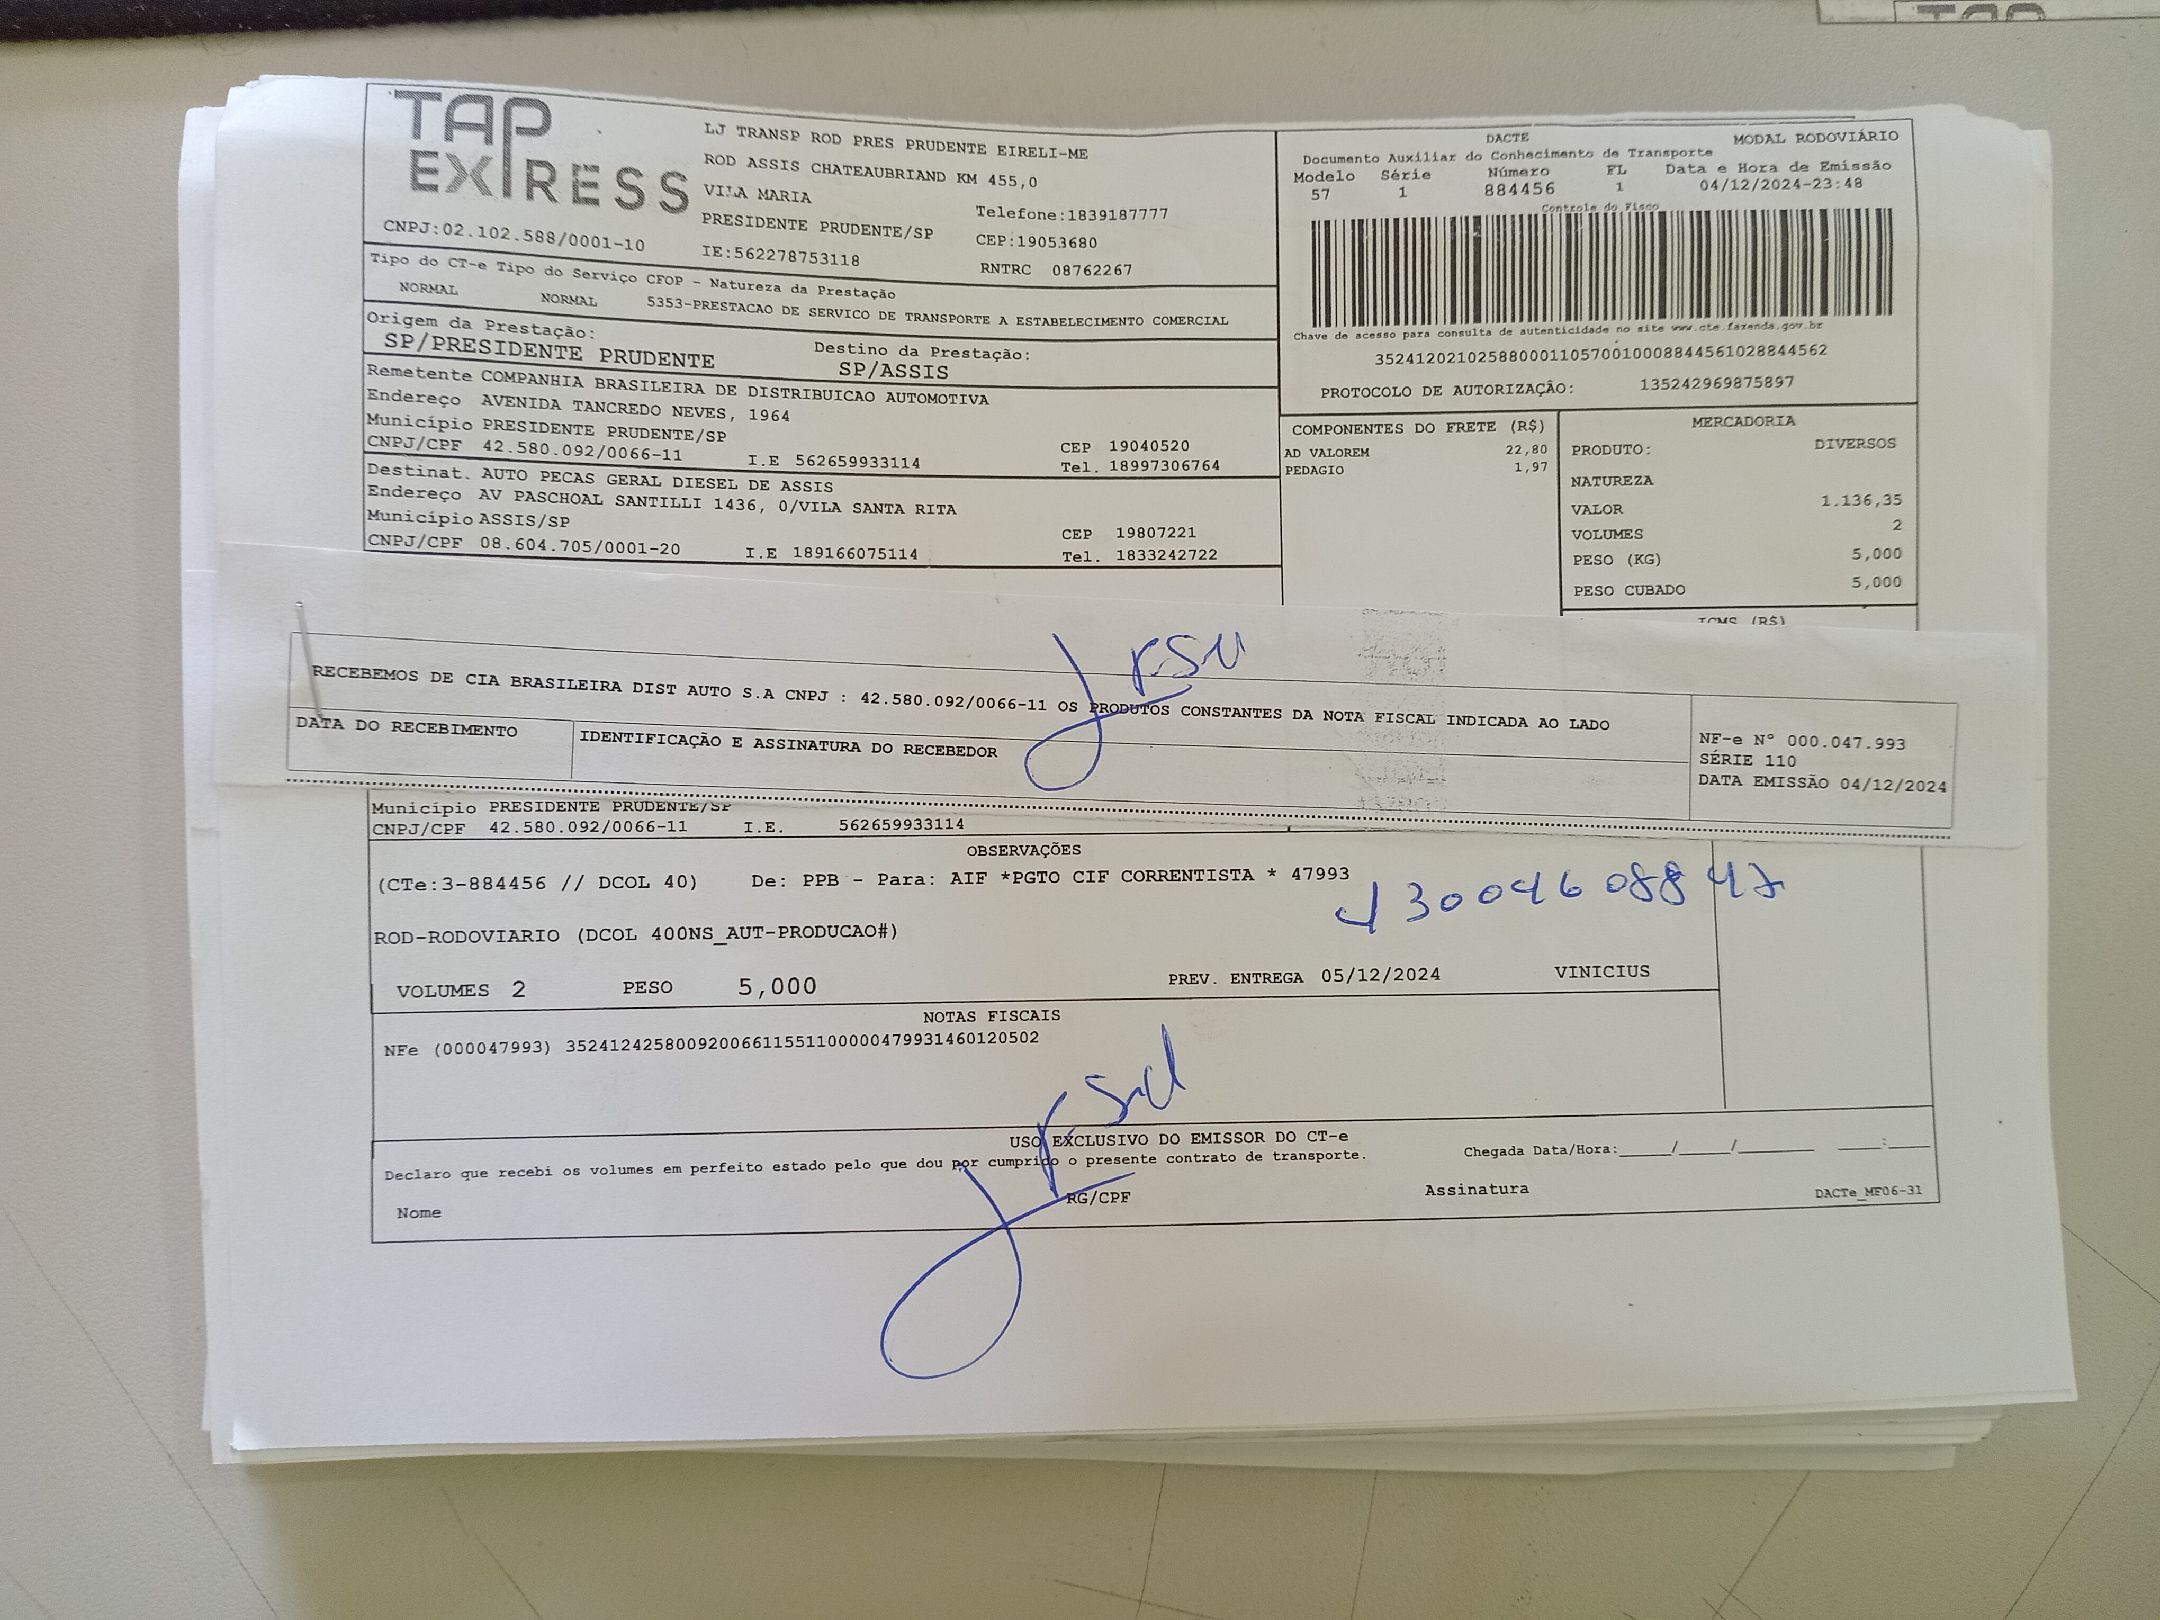 TAP
EXPRESS
CNPJ:02.102.588/0001-10
LJ TRANSP ROD PRES PRUDENTE EIRELI-ME
ROD ASSIS CHATEAUBRIAND KM 455,0
VILA MARIA
Telefone:1839187777
PRESIDENTE PRUDENTE/SP CEP:19053680
IE:562278753118 RNTRC 08762267
DACTE MODAL RODOVIÁRIO
Documento Auxiliar do Conhecimento de Transporte
Modelo Série Número FL Data e Hora de Emissão
57 1 884456 1 04/12/2024-23:48
Controle do Fisco
Chave de acesso para consulta de autenticidade no site www.cte.fazenda.gov.br
35241202102588000110570010008844561028844562
PROTOCOLO DE AUTORIZAÇÃO: 135242969875897
Tipo do CT-e Tipo do Serviço CFOP - Natureza da Prestação
NORMAL NORMAL 5353-PRESTACAO DE SERVICO DE TRANSPORTE A ESTABELECIMENTO COMERCIAL
Origem da Prestação: Destino da Prestação:
SP/PRESIDENTE PRUDENTE SP/ASSIS
Remetente COMPANHIA BRASILEIRA DE DISTRIBUICAO AUTOMOTIVA
Endereço AVENIDA TANCREDO NEVES, 1964
Município PRESIDENTE PRUDENTE/SP CEP 19040520
CNPJ/CPF 42.580.092/0066-11 I.E 562659933114 Tel. 18997306764
Destinat. AUTO PECAS GERAL DIESEL DE ASSIS
Endereço AV PASCHOAL SANTILLI 1436, 0/VILA SANTA RITA
Município ASSIS/SP CEP 19807221
CNPJ/CPF 08.604.705/0001-20 I.E 189166075114 Tel. 1833242722
COMPONENTES DO FRETE (R$)
AD VALOREM 22,80
PEDAGIO 1,97
MERCADORIA
PRODUTO: DIVERSOS
NATUREZA
VALOR 1.136,35
VOLUMES 2
PESO (KG) 5,000
PESO CUBADO 5,000
ICMS (R$)
RECEBEMOS DE CIA BRASILEIRA DIST AUTO S.A CNPJ : 42.580.092/0066-11 OS PRODUTOS CONSTANTES DA NOTA FISCAL INDICADA AO LADO
DATA DO RECEBIMENTO IDENTIFICAÇÃO E ASSINATURA DO RECEBEDOR
NF-e N° 000.047.993
SÉRIE 110
DATA EMISSÃO 04/12/2024
Município PRESIDENTE PRUDENTE/SP
CNPJ/CPF 42.580.092/0066-11 I.E. 562659933114
OBSERVAÇÕES
(CTe:3-884456 // DCOL 40) De: PPB - Para: AIF *PGTO CIF CORRENTISTA * 47993
ROD-RODOVIARIO (DCOL 400NS_AUT-PRODUCAO#)
VOLUMES 2 PESO 5,000 PREV. ENTREGA 05/12/2024 VINICIUS
NOTAS FISCAIS
NFe (000047993) 35241242580092006611551100000479931460120502
USO EXCLUSIVO DO EMISSOR DO CT-e
Declaro que recebi os volumes em perfeito estado pelo que dou por cumprido o presente contrato de transporte. Chegada Data/Hora:_____/_____/________ ____:____
Nome RG/CPF Assinatura DACTe_MF06-31